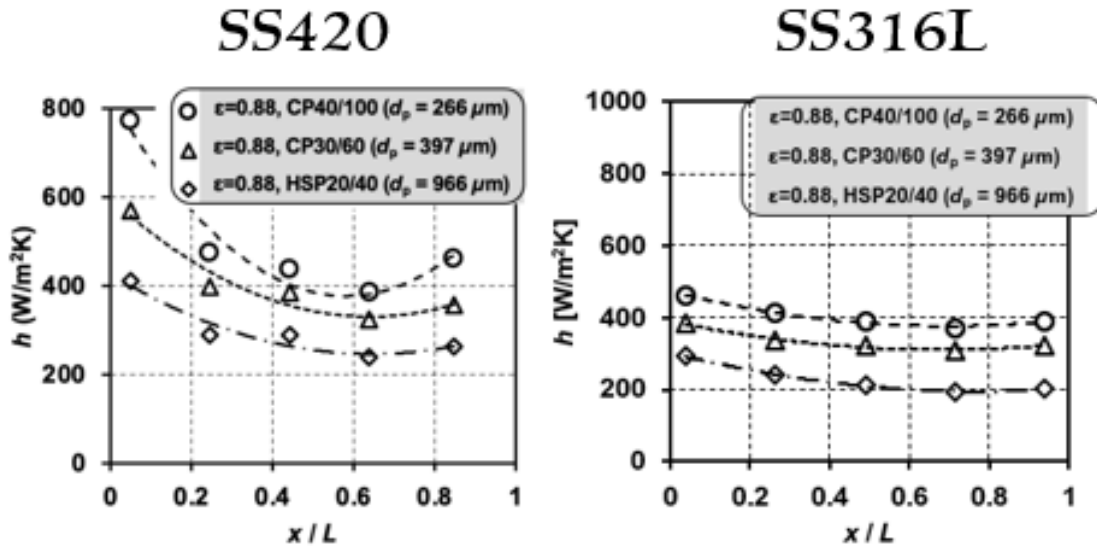 SS420
SS316L
ε=0.88, CP40/100 (dp = 266 μm)
ε=0.88, CP30/60 (dp = 397 μm)
ε=0.88, HSP20/40 (dp = 966 μm)
800
600
400
200
0
h (W/m²K)
0
0.2
0.4
0.6
0.8
1
x / L
ε=0.88, CP40/100 (dp = 266 μm)
ε=0.88, CP30/60 (dp = 397 μm)
ε=0.88, HSP20/40 (dp = 966 μm)
1000
800
600
400
200
0
h [W/m²K]
0
0.2
0.4
0.6
0.8
1
x / L